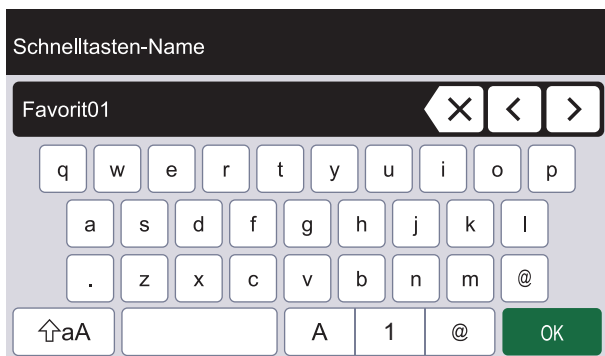 Schnelltasten-Name
Favorit01
q w e r t y u i o p
a s d f g h j k l
. z x c v b n m @
aA A 1 @ OK